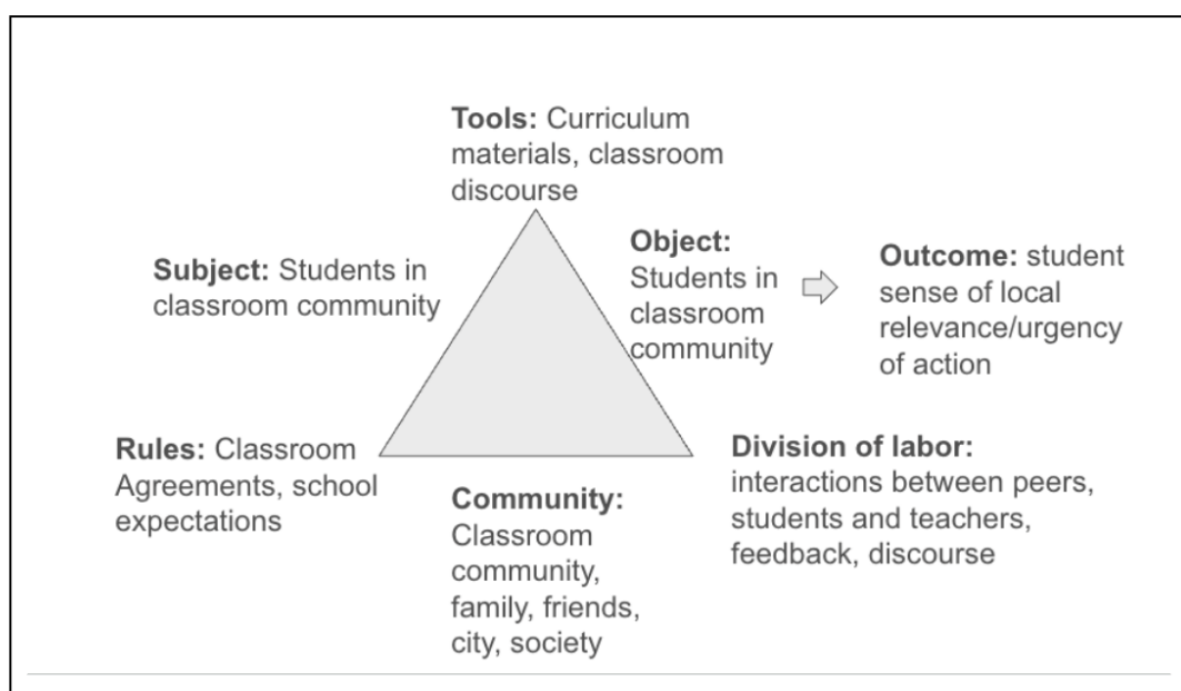 Tools: Curriculum
materials, classroom
discourse
Subject: Students in
classroom community
Object:
Students in
classroom
community
Outcome: student
sense of local
relevance/urgency
of action
Rules: Classroom
Agreements, school
expectations
Community:
Classroom
community,
family, friends,
city, society
Division of labor:
interactions between peers,
students and teachers,
feedback, discourse